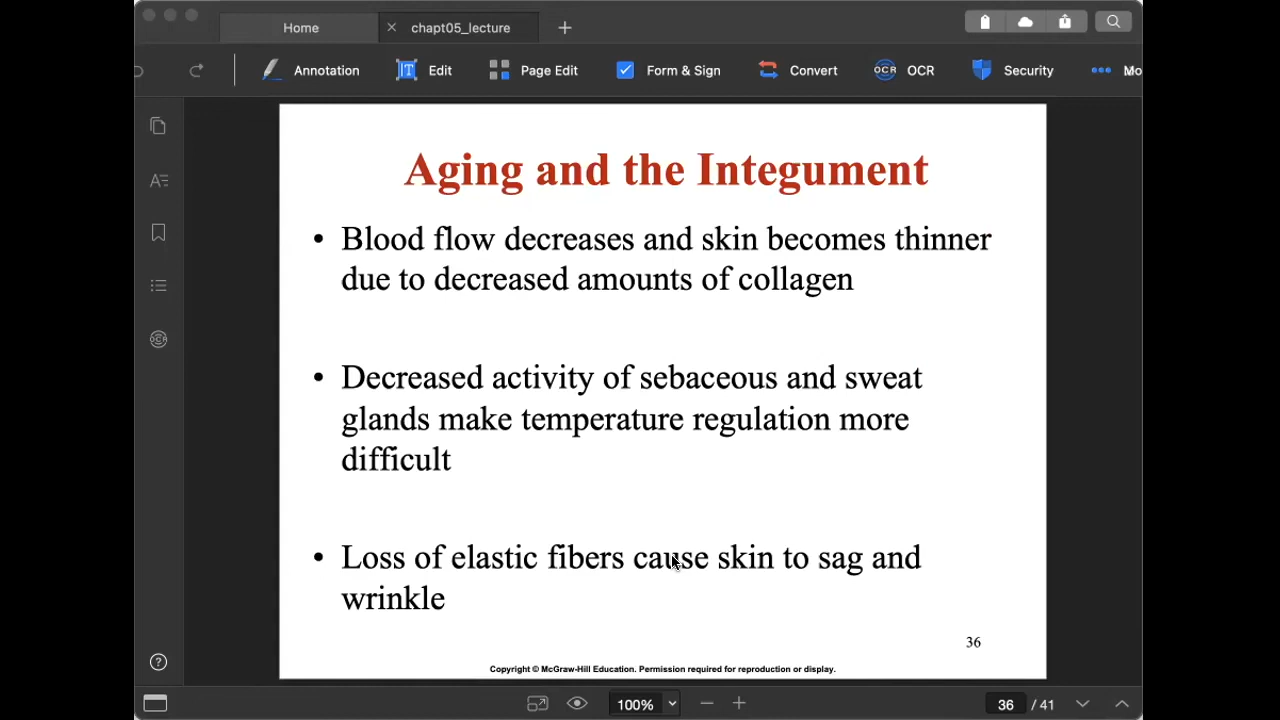 Home
chapt05_lecture
Annotation
Edit
Page Edit
Form & Sign
Convert
OCR
OCR
Security
Mo
Aging and the Integument
• Blood flow decreases and skin becomes thinner
due to decreased amounts of collagen
• Decreased activity of sebaceous and sweat
glands make temperature regulation more
difficult
• Loss of elastic fibers cause skin to sag and
wrinkle
36
Copyright © McGraw-Hill Education. Permission required for reproduction or display.
OCR
100%
36 / 41